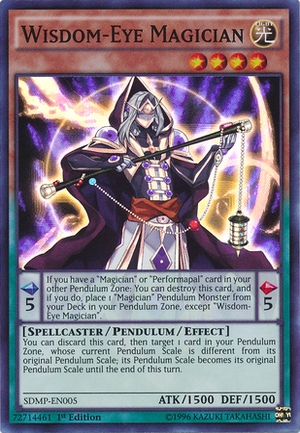 WISDOM-EYE MAGICIAN
LIGHT
光
If you have a "Magician" or "Performapal" card in your
other Pendulum Zone: You can destroy this card, and
if you do, place 1 "Magician" Pendulum Monster from
your Deck in your Pendulum Zone, except "Wisdom-
Eye Magician".
5
5
[SPELLCASTER / PENDULUM / EFFECT]
You can discard this card, then target 1 card in your Pendulum
Zone, whose current Pendulum Scale is different from its
original Pendulum Scale; its Pendulum Scale becomes its original
Pendulum Scale until the end of this turn.
SDMP-EN005
ATK/1500 DEF/1500
72714461 1st Edition
©1996 KAZUKI TAKAHASHI